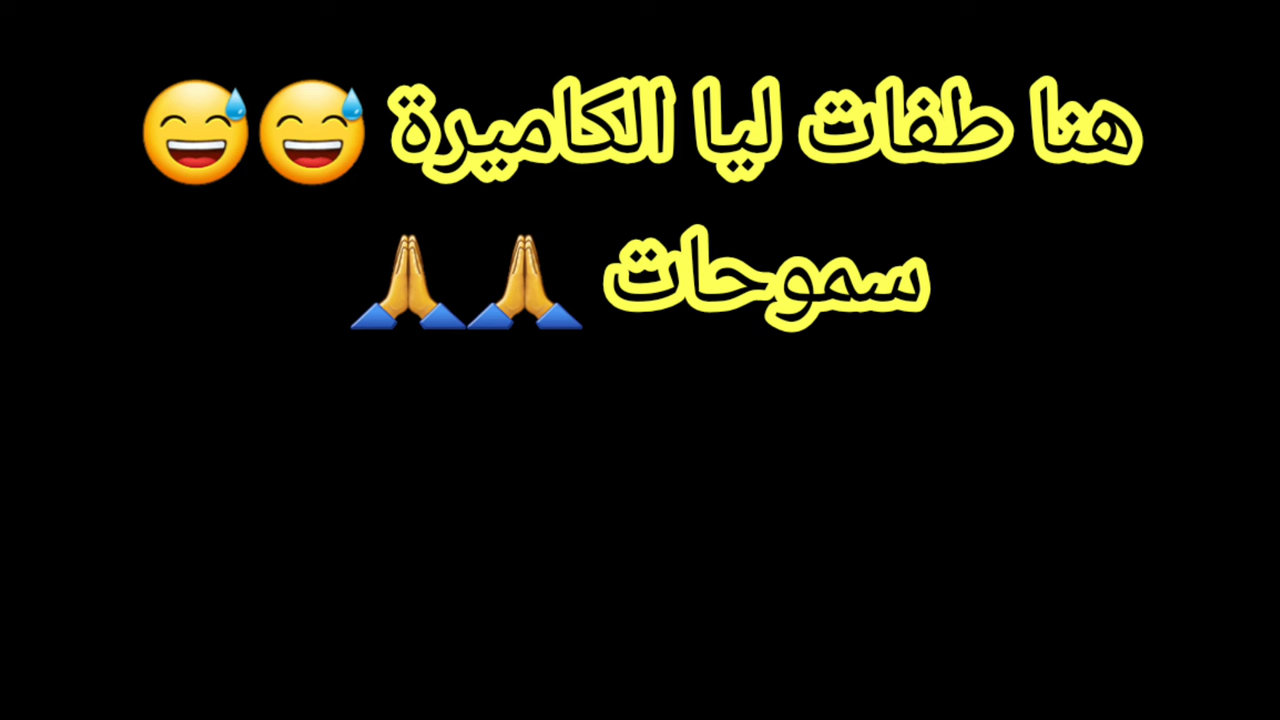 هنا طفات ليا الكاميرة 😅😅
سموحات 🙏🙏